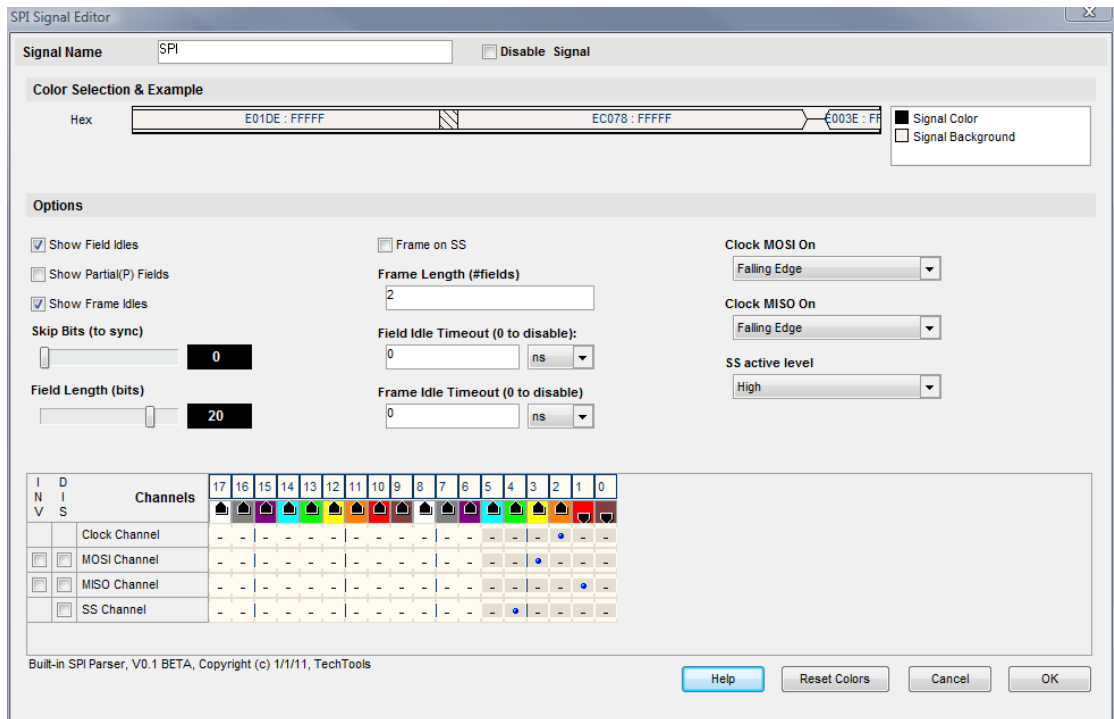 SPI Signal Editor
Signal Name SPI Disable Signal
Color Selection & Example
Hex E01DE : FFFFF EC078 : FFFFF E003E : FF
Signal Color
Signal Background
Options
Show Field Idles
Show Partial(P) Fields
Show Frame Idles
Skip Bits (to sync)
0
Field Length (bits)
20
Frame on SS
Frame Length (#fields)
2
Field Idle Timeout (0 to disable):
0 ns
Frame Idle Timeout (0 to disable)
0 ns
Clock MOSI On
Falling Edge
Clock MISO On
Falling Edge
SS active level
High
INV DIS Channels 17 16 15 14 13 12 11 10 9 8 7 6 5 4 3 2 1 0
Clock Channel - - - - - - - - - - - - - - - - -
MOSI Channel - - - - - - - - - - - - - - - - -
MISO Channel - - - - - - - - - - - - - - - - -
SS Channel - - - - - - - - - - - - - - - - -
Built-in SPI Parser, V0.1 BETA, Copyright (c) 1/1/11, TechTools
Help Reset Colors Cancel OK